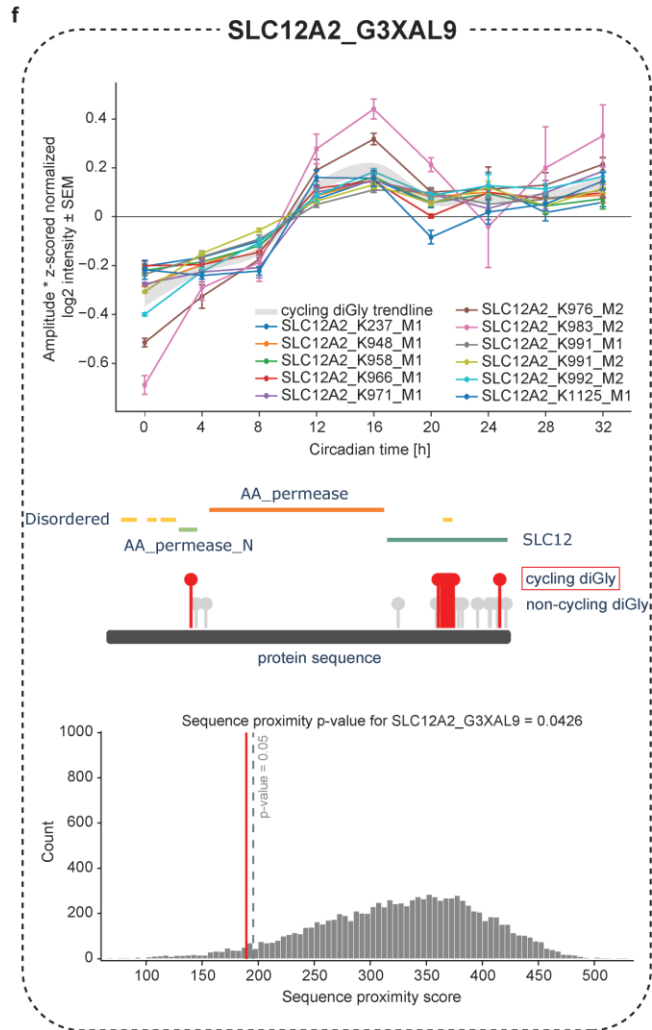 f
SLC12A2_G3XAL9
Amplitude * z-scored normalized
log2 intensity ± SEM
0.4
0.2
0
−0.2
−0.4
−0.6
cycling diGly trendline
SLC12A2_K237_M1
SLC12A2_K948_M1
SLC12A2_K958_M1
SLC12A2_K966_M1
SLC12A2_K971_M1
SLC12A2_K976_M2
SLC12A2_K983_M2
SLC12A2_K991_M1
SLC12A2_K991_M2
SLC12A2_K992_M2
SLC12A2_K1125_M1
0 4 8 12 16 20 24 28 32
Circadian time [h]
AA_permease
Disordered
AA_permease_N
SLC12
cycling diGly
non-cycling diGly
protein sequence
Sequence proximity p-value for SLC12A2_G3XAL9 = 0.0426
p-value = 0.05
Count
1000
800
600
400
200
0
100 150 200 250 300 350 400 450 500
Sequence proximity score